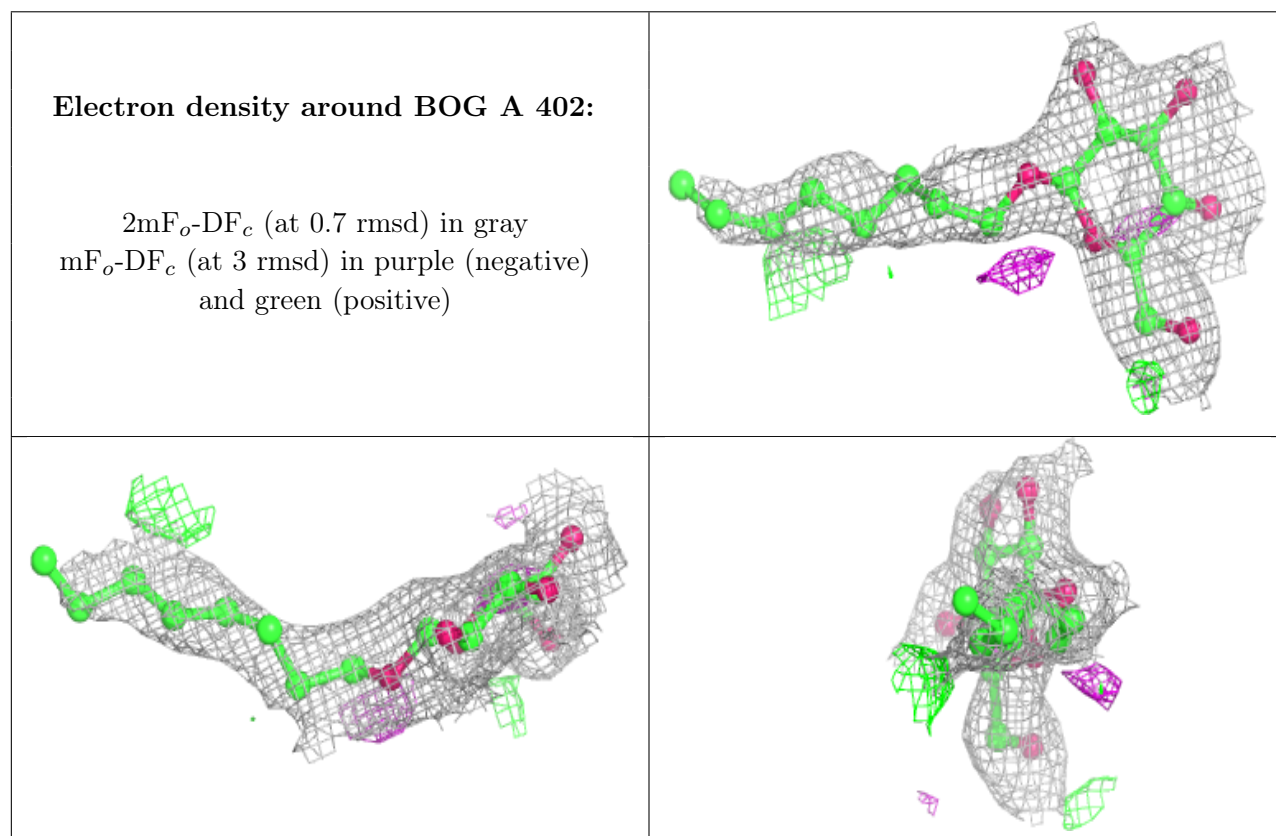 Electron density around BOG A 402:
2mFₒ-DF𝒸 (at 0.7 rmsd) in gray
mFₒ-DF𝒸 (at 3 rmsd) in purple (negative)
and green (positive)